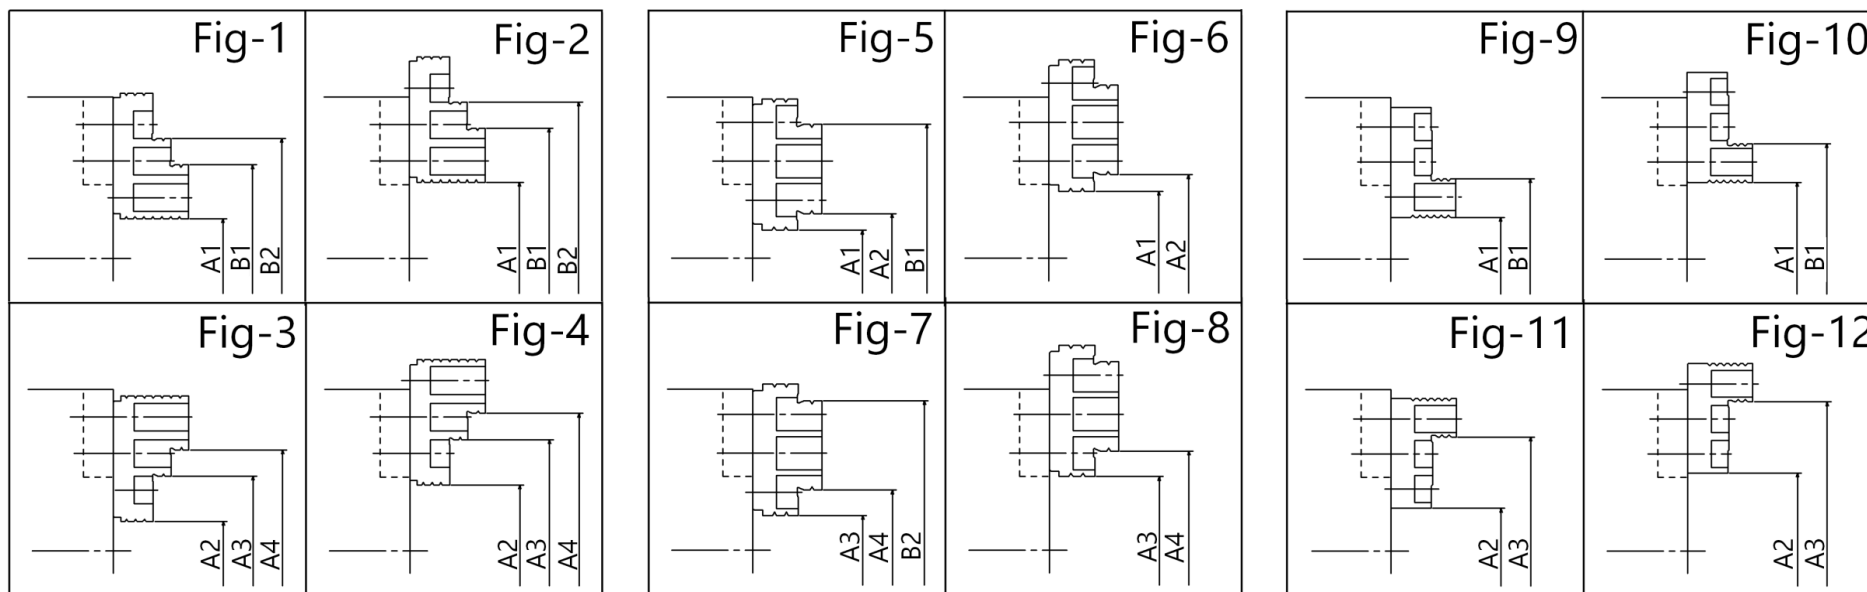 Fig-1
A1
B1
B2
Fig-2
A1
B1
B2
Fig-5
A1
A2
B1
Fig-6
A1
A2
Fig-9
A1
B1
Fig-10
A1
B1
Fig-3
A2
A3
A4
Fig-4
A2
A3
A4
Fig-7
A3
A4
B2
Fig-8
A3
A4
Fig-11
A2
A3
Fig-12
A2
A3